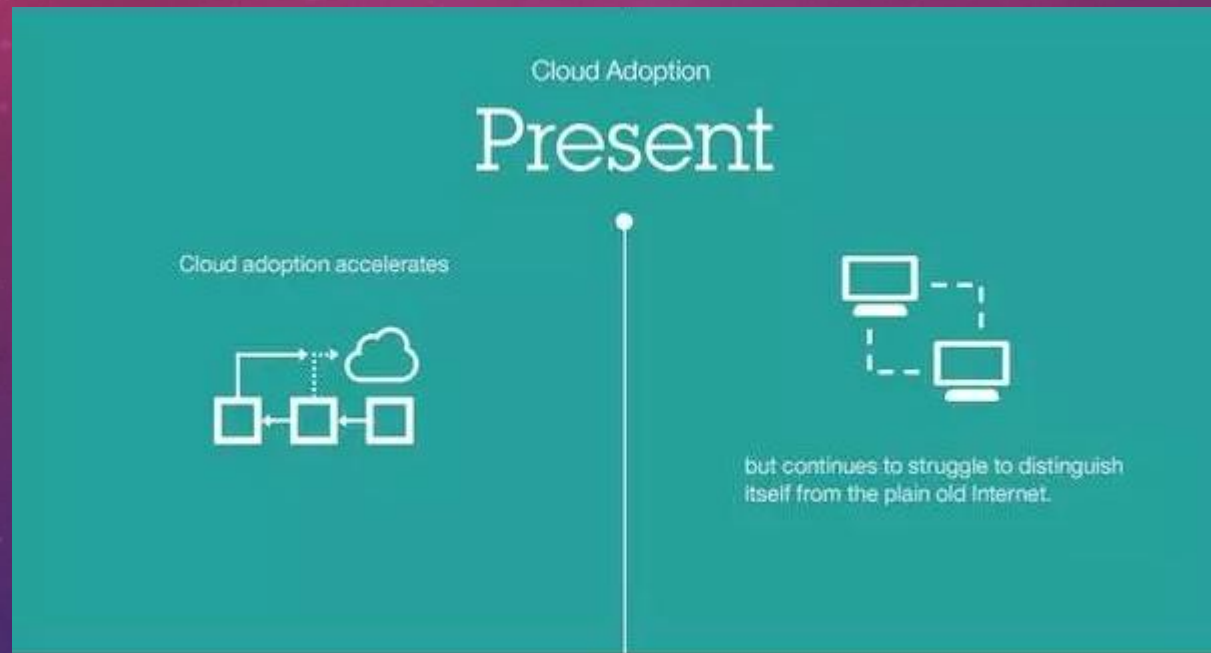 Cloud Adoption
Present
Cloud adoption accelerates
but continues to struggle to distinguish
itself from the plain old Internet.